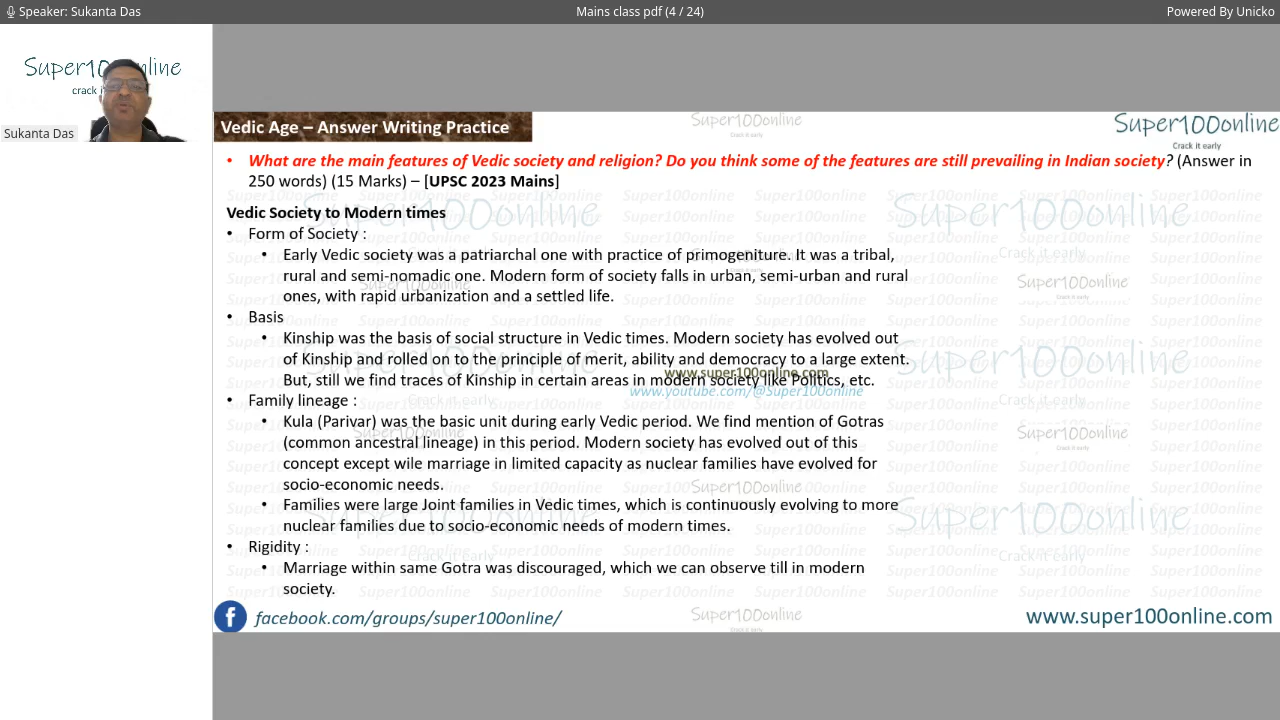 Speaker: Sukanta Das
Mains class pdf (4 / 24)
Powered By Unicko
Super100online
crack it
Sukanta Das
Vedic Age – Answer Writing Practice
Super100online
Crack it early
Super100online
Crack it early
• What are the main features of Vedic society and religion? Do you think some of the features are still prevailing in Indian society? (Answer in
250 words) (15 Marks) – [UPSC 2023 Mains]
Vedic Society to Modern times
• Form of Society :
• Early Vedic society was a patriarchal one with practice of primogeniture. It was a tribal,
rural and semi-nomadic one. Modern form of society falls in urban, semi-urban and rural
ones, with rapid urbanization and a settled life.
• Basis
• Kinship was the basis of social structure in Vedic times. Modern society has evolved out
of Kinship and rolled on to the principle of merit, ability and democracy to a large extent.
But, still we find traces of Kinship in certain areas in modern society like Politics, etc.
www.super100online.com
www.youtube.com/@Super100online
• Family lineage :
• Kula (Parivar) was the basic unit during early Vedic period. We find mention of Gotras
(common ancestral lineage) in this period. Modern society has evolved out of this
concept except wile marriage in limited capacity as nuclear families have evolved for
socio-economic needs.
• Families were large Joint families in Vedic times, which is continuously evolving to more
nuclear families due to socio-economic needs of modern times.
• Rigidity :
• Marriage within same Gotra was discouraged, which we can observe till in modern
society.
facebook.com/groups/super100online/
Super100online
Crack it early
www.super100online.com